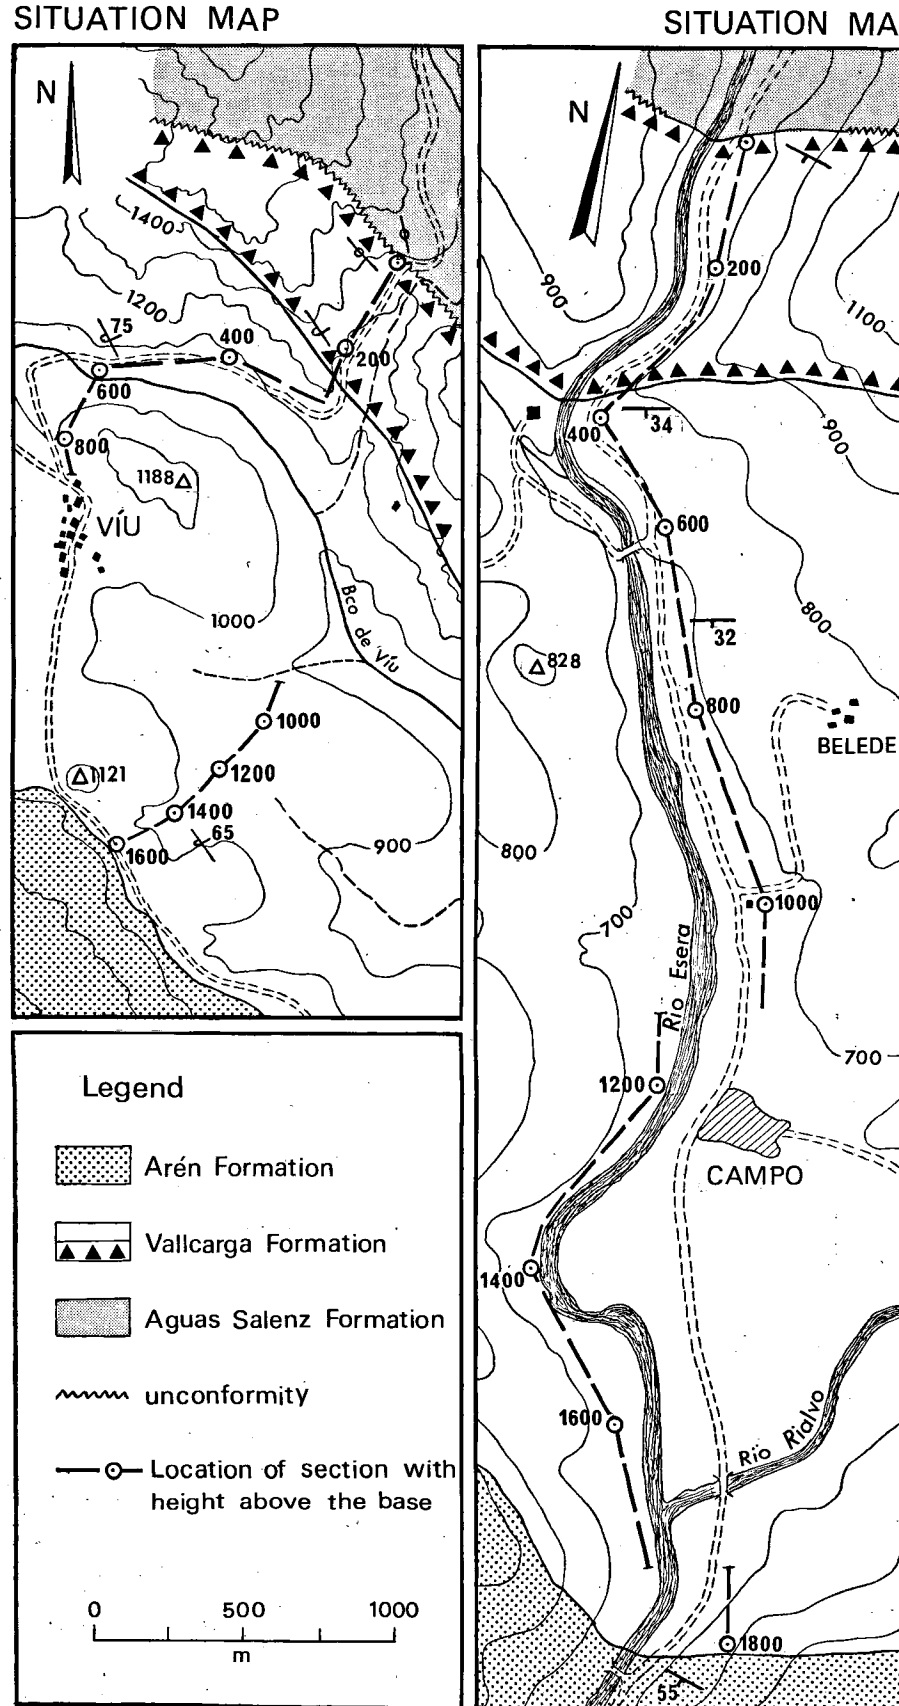 SITUATION MAP
N
1400
1200
75
400
200
600
800
1188
VÍU
1000
Bco de Víu
1000
1121
1200
1400
65
1600
900
Legend
Arén Formation
Vallcarga Formation
Aguas Salenz Formation
unconformity
Location of section with
height above the base
0 500 1000
m
SITUATION MA
N
200
900
1100
400
34
900
600
800
32
828
800
BELEDE
800
1000
700
Río Esera
700
1200
CAMPO
1400
1600
Río Rialvo
1800
55